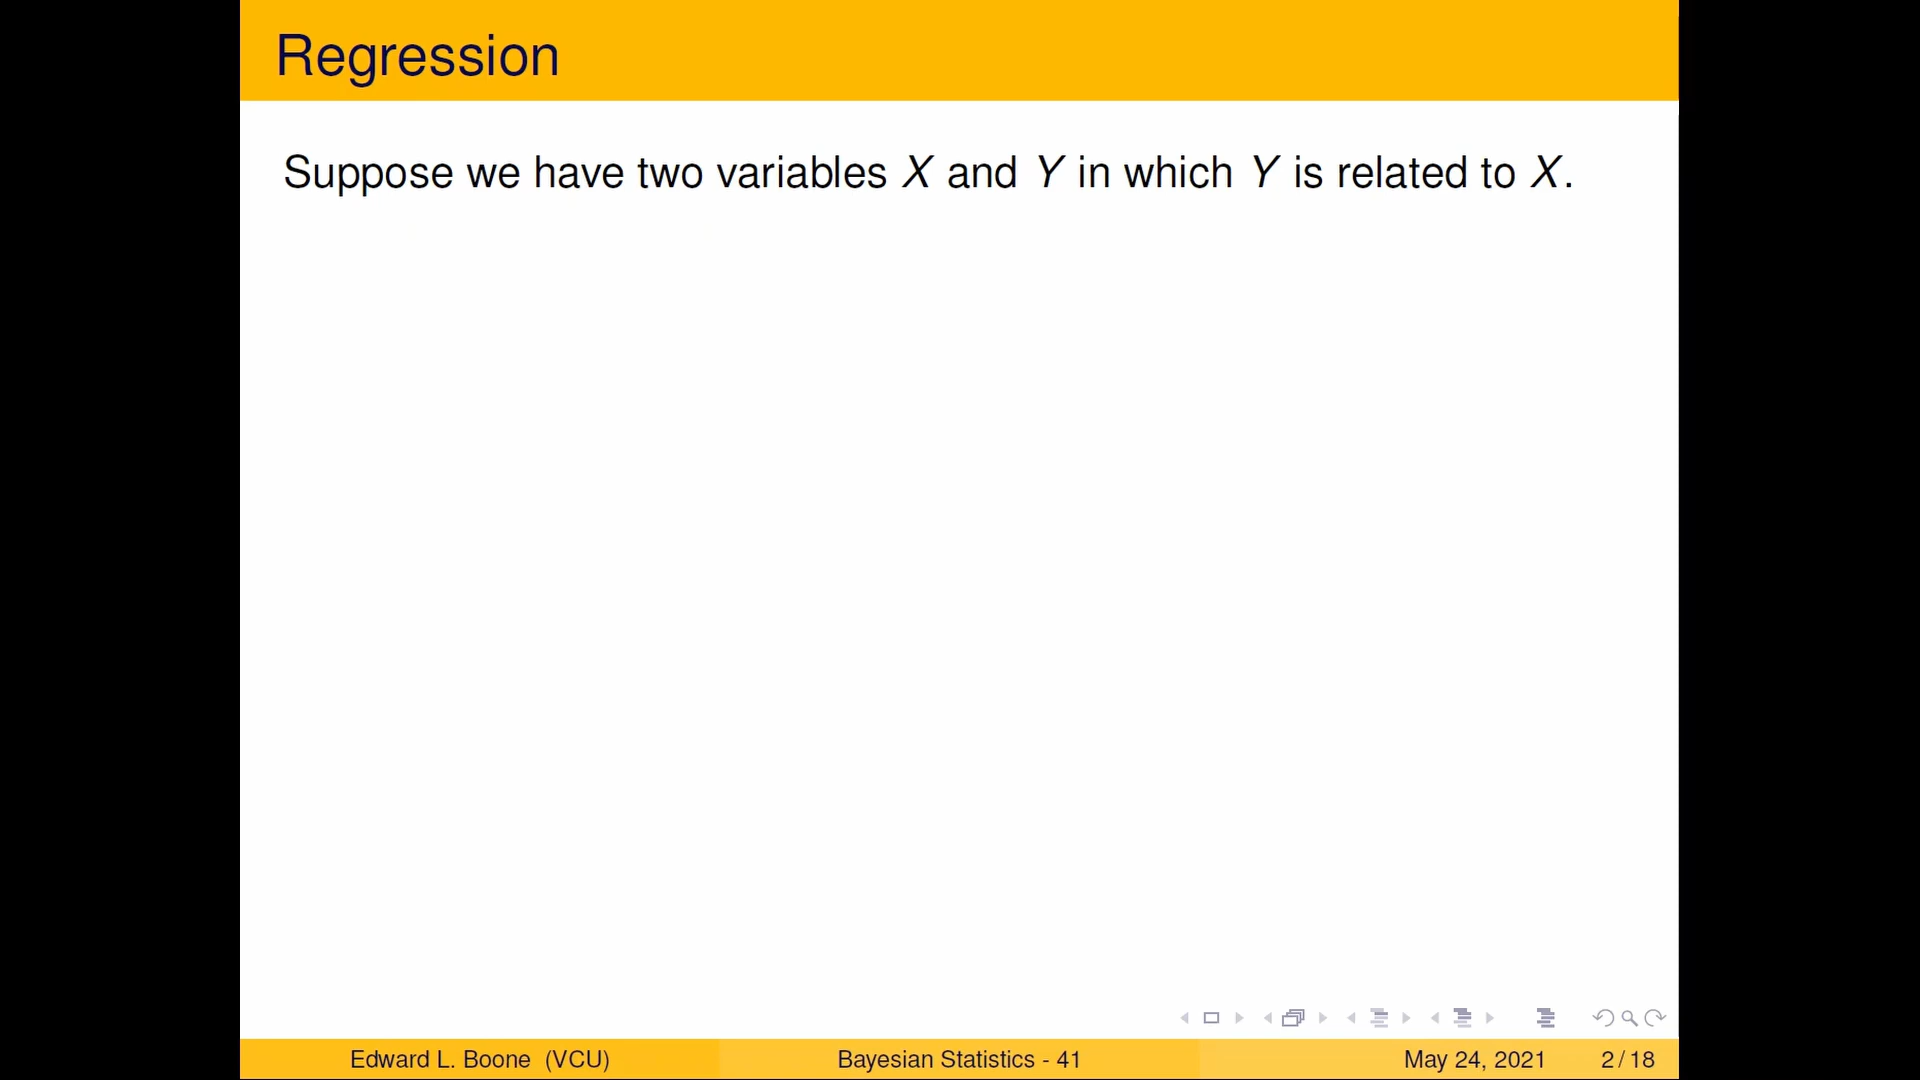 Regression
Suppose we have two variables X and Y in which Y is related to X.
Edward L. Boone (VCU)
Bayesian Statistics - 41
May 24, 2021
2 / 18